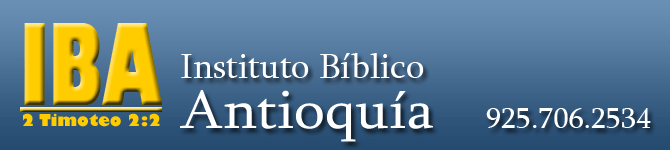 IBA
2 Timoteo 2:2
Instituto Bíblico
Antioquía
925.706.2534